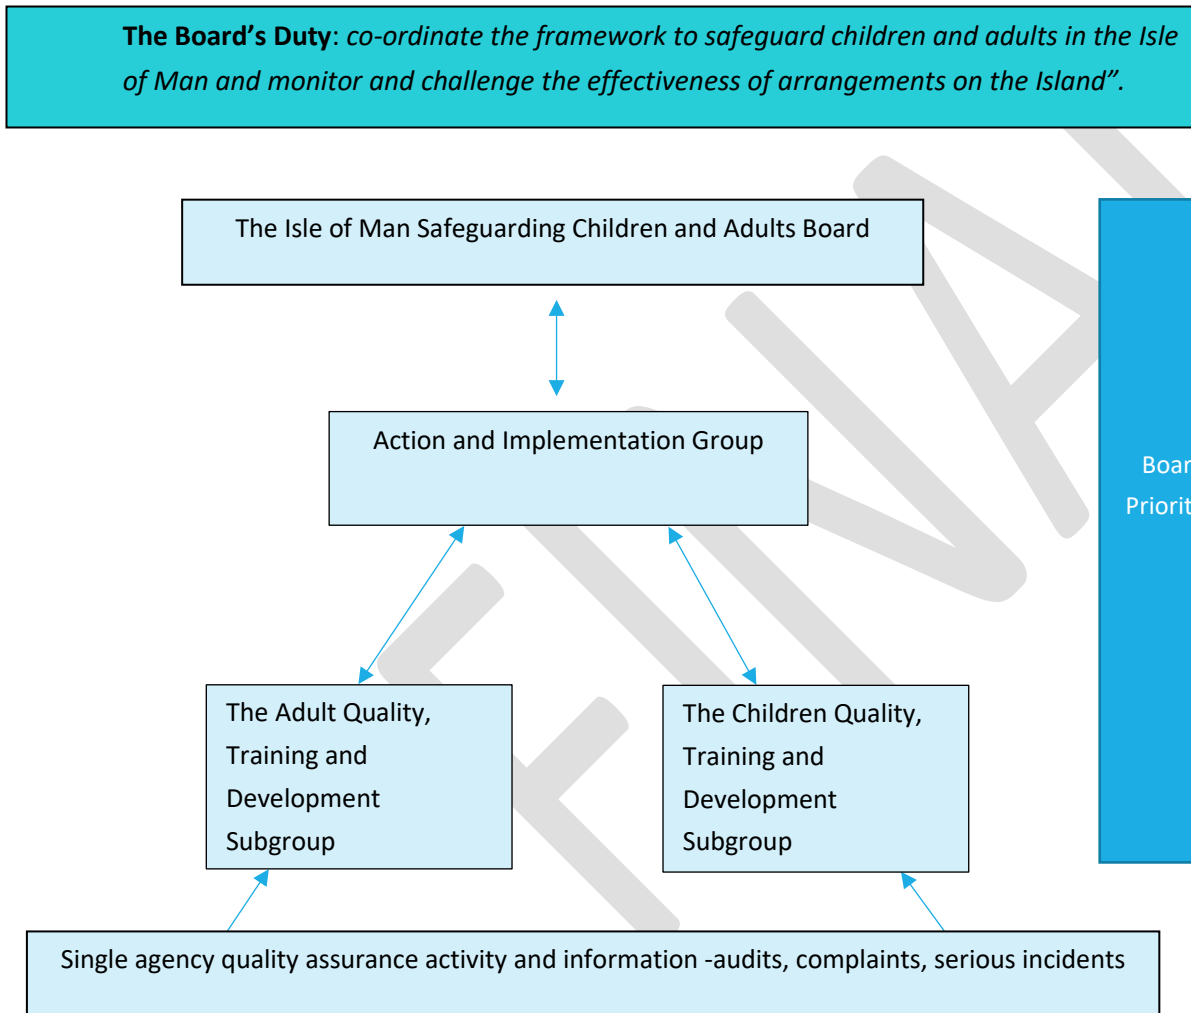 The Board’s Duty: co-ordinate the framework to safeguard children and adults in the Isle
of Man and monitor and challenge the effectiveness of arrangements on the Island”.
The Isle of Man Safeguarding Children and Adults Board
Action and Implementation Group
Boar
Priorit
The Adult Quality,
Training and
Development
Subgroup
The Children Quality,
Training and
Development
Subgroup
Single agency quality assurance activity and information -audits, complaints, serious incidents
FINAL